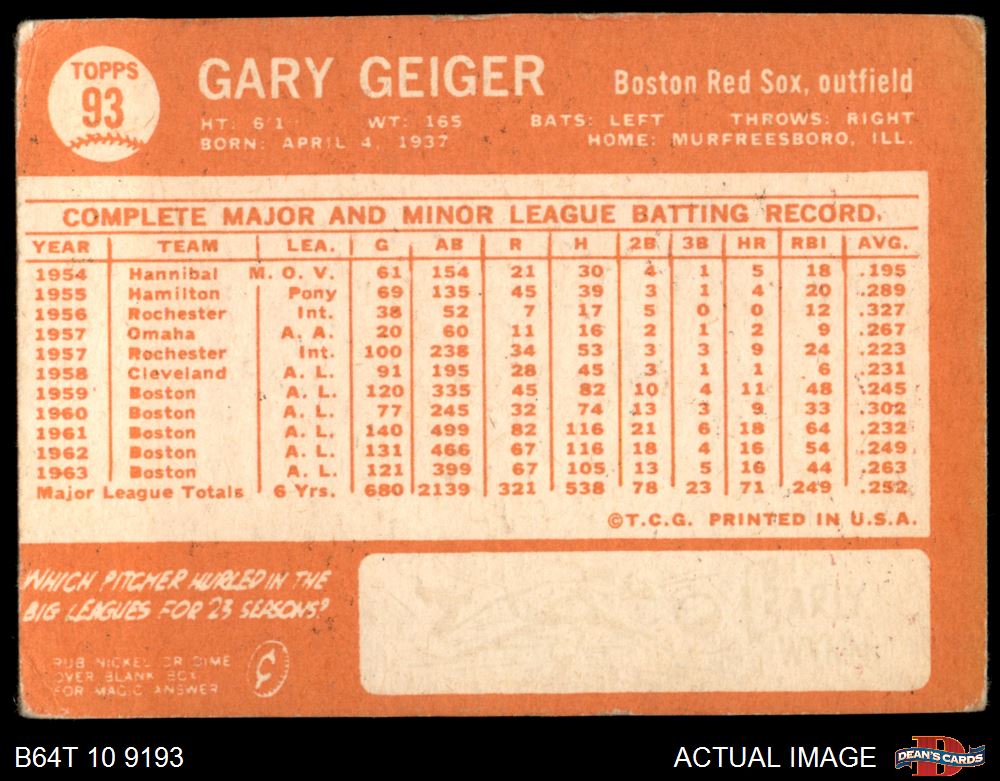 TOPPS
93
GARY GEIGER
Boston Red Sox, outfield
HT: 6'1 WT: 165 BATS: LEFT THROWS: RIGHT
BORN: APRIL 4, 1937 HOME: MURFREESBORO, ILL.
COMPLETE MAJOR AND MINOR LEAGUE BATTING RECORD.
YEAR TEAM LEA. G AB R H 2B 3B HR RBI AVG.
1954 Hannibal M. O. V. 61 154 21 30 4 1 5 18 .195
1955 Hamilton Pony 69 135 45 39 3 1 4 20 .289
1956 Rochester Int. 38 52 7 17 5 0 0 12 .327
1957 Omaha A. A. 20 60 11 16 2 1 2 9 .267
1957 Rochester Int. 100 238 34 53 3 3 9 24 .223
1958 Cleveland A. L. 91 195 28 45 3 1 1 6 .231
1959 Boston A. L. 120 335 45 82 10 4 11 48 .245
1960 Boston A. L. 77 245 32 74 13 3 9 33 .302
1961 Boston A. L. 140 499 82 116 21 6 18 64 .232
1962 Boston A. L. 131 466 67 116 18 4 16 54 .249
1963 Boston A. L. 121 399 67 105 13 5 16 44 .263
Major League Totals 6 Yrs. 680 2139 321 538 78 23 71 249 .252
©T.C.G. PRINTED IN U.S.A.
WHICH PITCHER HURLED IN THE
BIG LEAGUES FOR 23 SEASONS?
RUB NICKEL OR DIME
OVER BLANK BOX
FOR MAGIC ANSWER
B64T 10 9193
ACTUAL IMAGE
DEAN'S CARDS